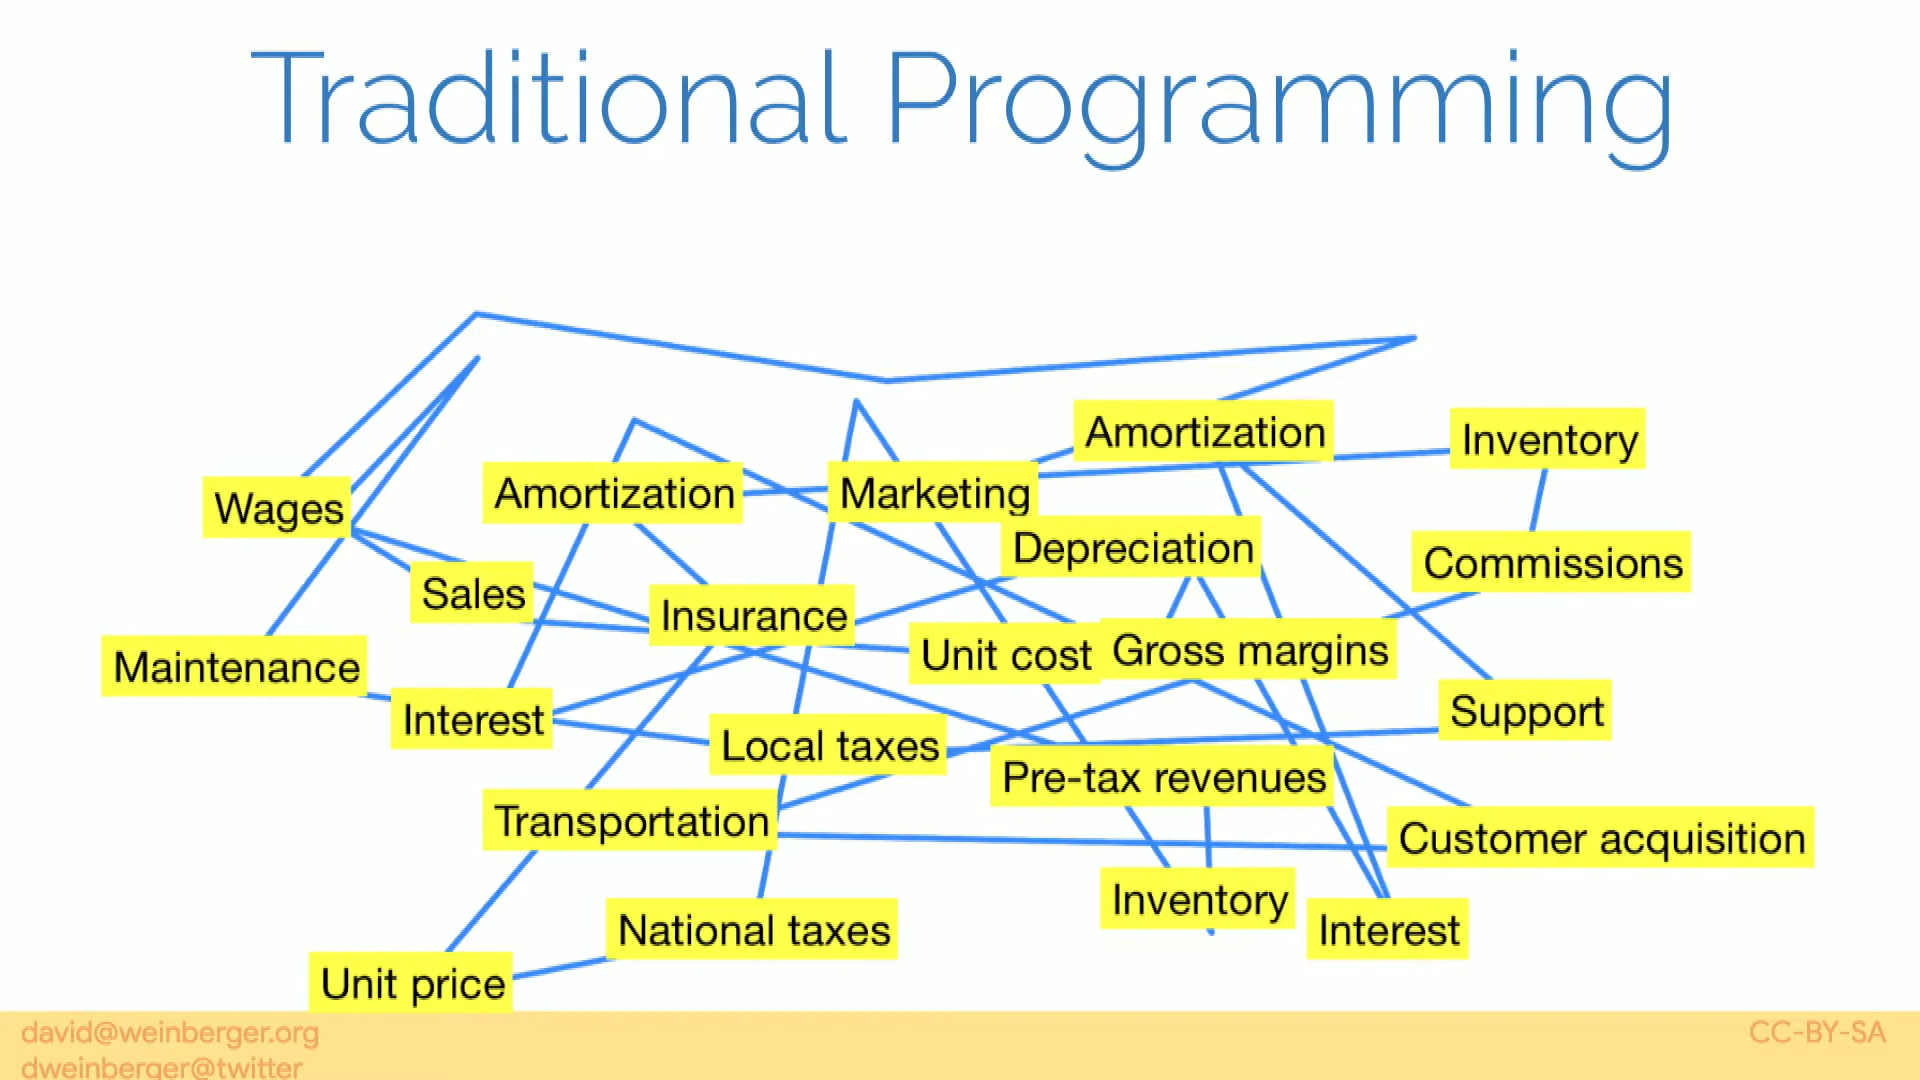 Traditional Programming
Amortization
Inventory
Wages
Amortization
Marketing
Depreciation
Commissions
Sales
Insurance
Unit cost
Gross margins
Maintenance
Interest
Support
Local taxes
Pre-tax revenues
Transportation
Customer acquisition
Inventory
National taxes
Interest
Unit price
david@weinberger.org
CC-BY-SA
dweinberger@twitter